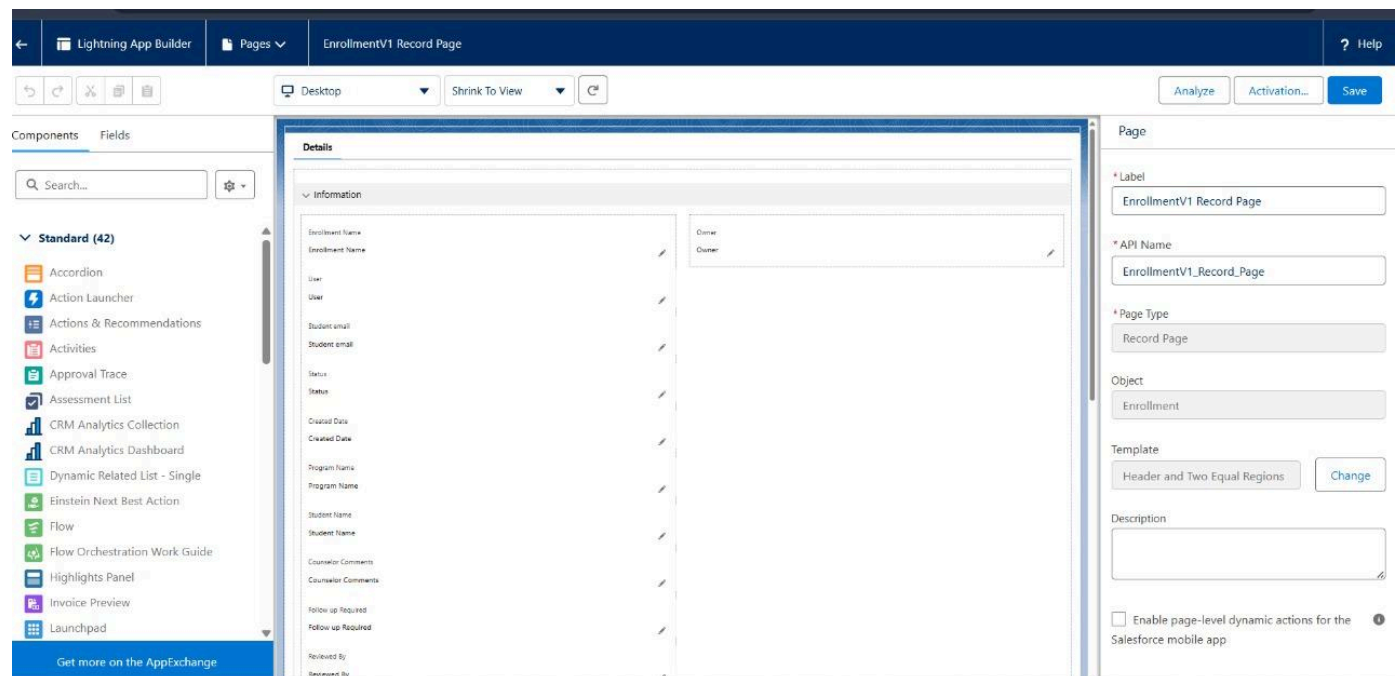 Lightning App Builder
Pages
EnrollmentV1 Record Page
? Help
Desktop
Shrink To View
Analyze
Activation...
Save
Components
Fields
Search...
Standard (42)
Accordion
Action Launcher
Actions & Recommendations
Activities
Approval Trace
Assessment List
CRM Analytics Collection
CRM Analytics Dashboard
Dynamic Related List - Single
Einstein Next Best Action
Flow
Flow Orchestration Work Guide
Highlights Panel
Invoice Preview
Launchpad
Get more on the AppExchange
Details
Information
Enrollment Name
Enrollment Name
User
User
Student email
Student email
Status
Status
Created Date
Created Date
Program Name
Program Name
Student Name
Student Name
Counselor Comments
Counselor Comments
Follow up Required
Follow up Required
Reviewed By
Reviewed By
Owner
Owner
Page
* Label
EnrollmentV1 Record Page
* API Name
EnrollmentV1_Record_Page
* Page Type
Record Page
Object
Enrollment
Template
Header and Two Equal Regions
Change
Description
Enable page-level dynamic actions for the
Salesforce mobile app